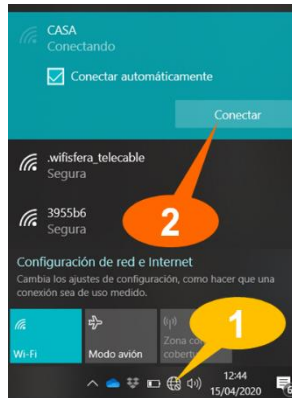 CASA
Conectando
Conectar automáticamente
Conectar
.wifisfera_telecable
Segura
3955b6
Segura
2
Configuración de red e Internet
Cambia los ajustes de configuración, como hacer que una
conexión sea de uso medido.
1
Wi-Fi
Modo avión
Zona
cobertu
12:44
15/04/2020
6